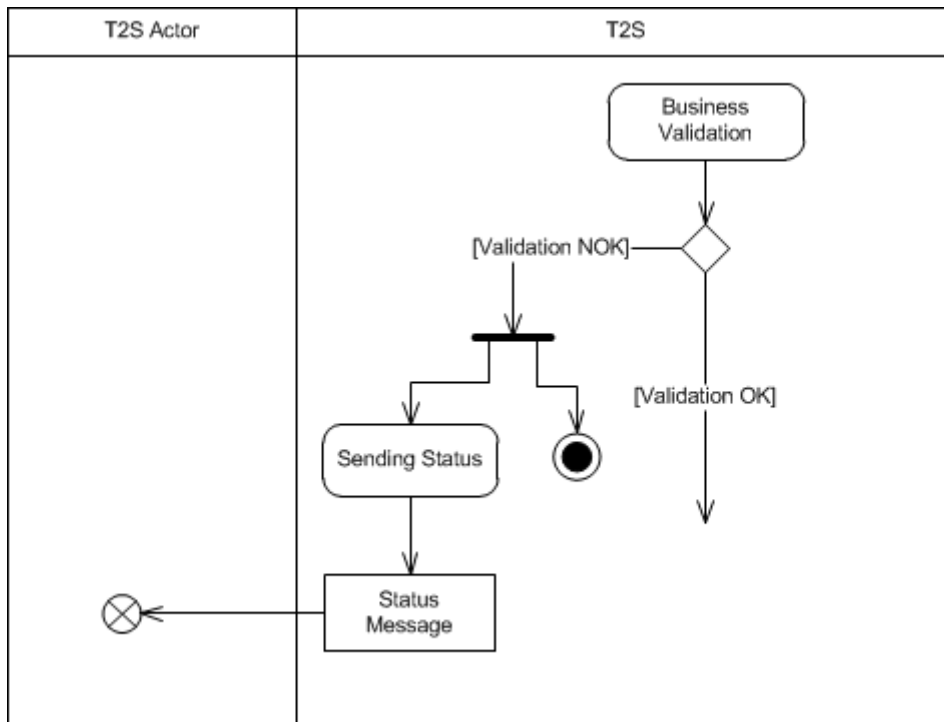 T2S Actor
T2S
Business
Validation
[Validation NOK]
[Validation OK]
Sending Status
Status
Message